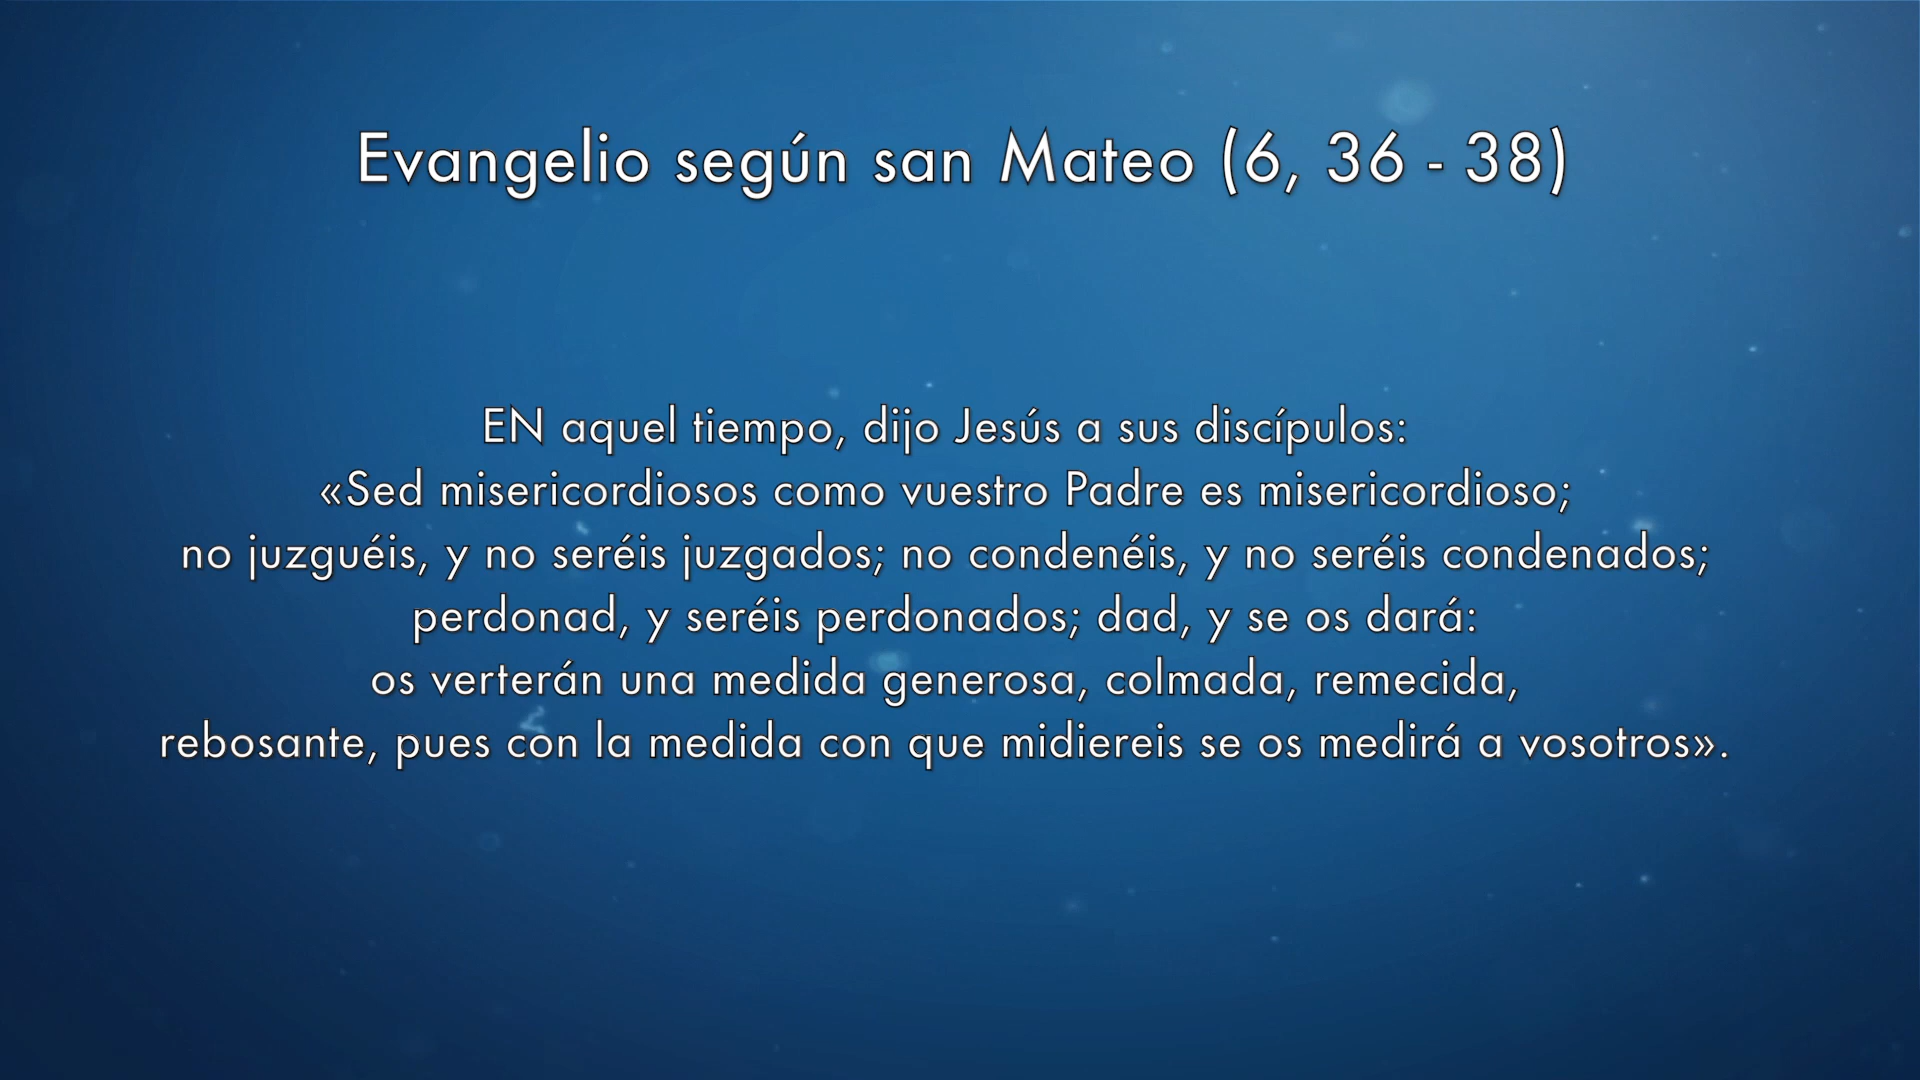 Evangelio según san Mateo (6, 36 - 38)
EN aquel tiempo, dijo Jesús a sus discípulos:
«Sed misericordiosos como vuestro Padre es misericordioso;
no juzguéis, y no seréis juzgados; no condenéis, y no seréis condenados;
perdonad, y seréis perdonados; dad, y se os dará:
os verterán una medida generosa, colmada, remecida,
rebosante, pues con la medida con que midiereis se os medirá a vosotros».